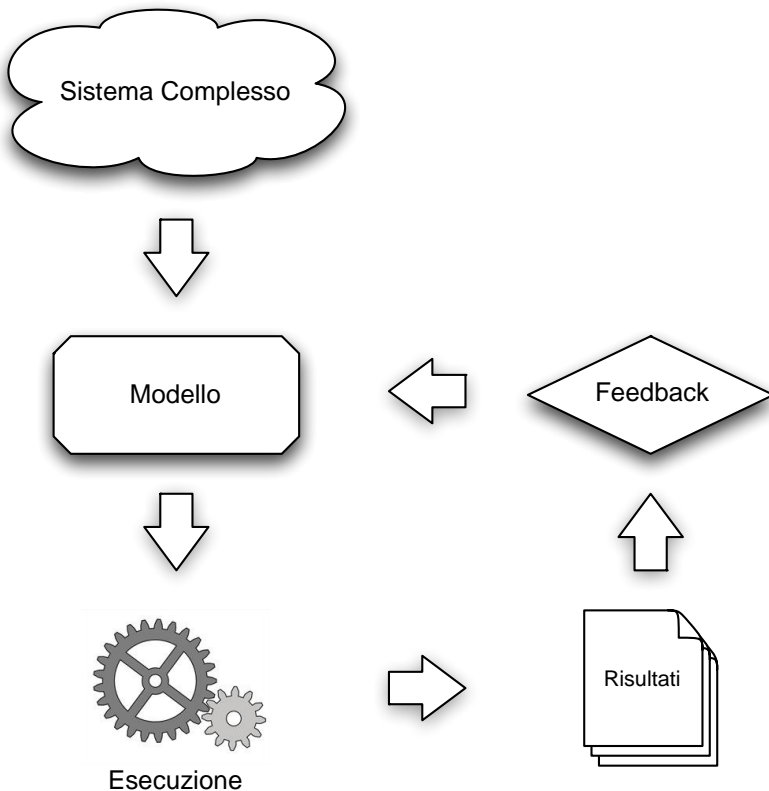 Sistema Complesso
Modello
Feedback
Risultati
Esecuzione